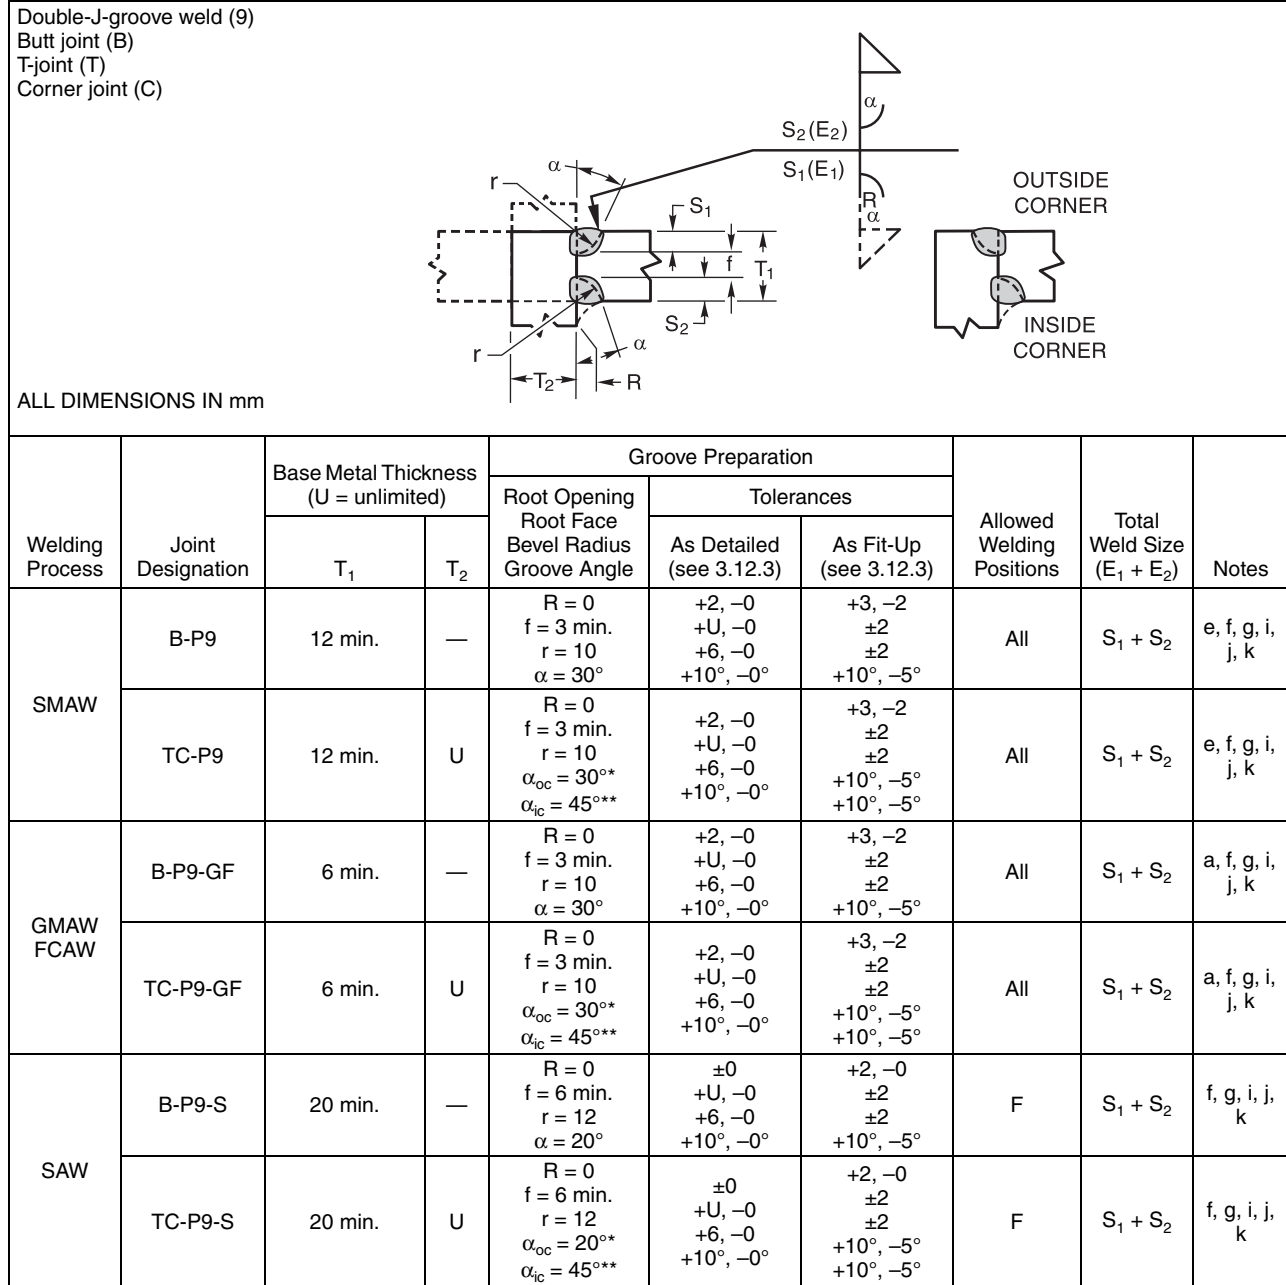 Double-J-groove weld (9)
Butt joint (B)
T-joint (T)
Corner joint (C)
α
S2(E2)
S1(E1)
R
α
α
r
S1
f
T1
S2
r
α
T2
R
OUTSIDE
CORNER
INSIDE
CORNER
ALL DIMENSIONS IN mm
Welding
Process
Joint
Designation
Base Metal Thickness
(U = unlimited)
T1
T2
Groove Preparation
Root Opening
Root Face
Bevel Radius
Groove Angle
Tolerances
As Detailed
(see 3.12.3)
As Fit-Up
(see 3.12.3)
Allowed
Welding
Positions
Total
Weld Size
(E1 + E2)
Notes
SMAW
B-P9
12 min.
—
R = 0
f = 3 min.
r = 10
α = 30°
+2, –0
+U, –0
+6, –0
+10°, –0°
+3, –2
±2
±2
+10°, –5°
All
S1 + S2
e, f, g, i,
j, k
TC-P9
12 min.
U
R = 0
f = 3 min.
r = 10
αoc = 30°*
αic = 45°**
+2, –0
+U, –0
+6, –0
+10°, –0°
+3, –2
±2
±2
+10°, –5°
+10°, –5°
All
S1 + S2
e, f, g, i,
j, k
GMAW
FCAW
B-P9-GF
6 min.
—
R = 0
f = 3 min.
r = 10
α = 30°
+2, –0
+U, –0
+6, –0
+10°, –0°
+3, –2
±2
±2
+10°, –5°
All
S1 + S2
a, f, g, i,
j, k
TC-P9-GF
6 min.
U
R = 0
f = 3 min.
r = 10
αoc = 30°*
αic = 45°**
+2, –0
+U, –0
+6, –0
+10°, –0°
+3, –2
±2
±2
+10°, –5°
+10°, –5°
All
S1 + S2
a, f, g, i,
j, k
SAW
B-P9-S
20 min.
—
R = 0
f = 6 min.
r = 12
α = 20°
±0
+U, –0
+6, –0
+10°, –0°
+2, –0
±2
±2
+10°, –5°
F
S1 + S2
f, g, i, j,
k
TC-P9-S
20 min.
U
R = 0
f = 6 min.
r = 12
αoc = 20°*
αic = 45°**
±0
+U, –0
+6, –0
+10°, –0°
+2, –0
±2
±2
+10°, –5°
+10°, –5°
F
S1 + S2
f, g, i, j,
k